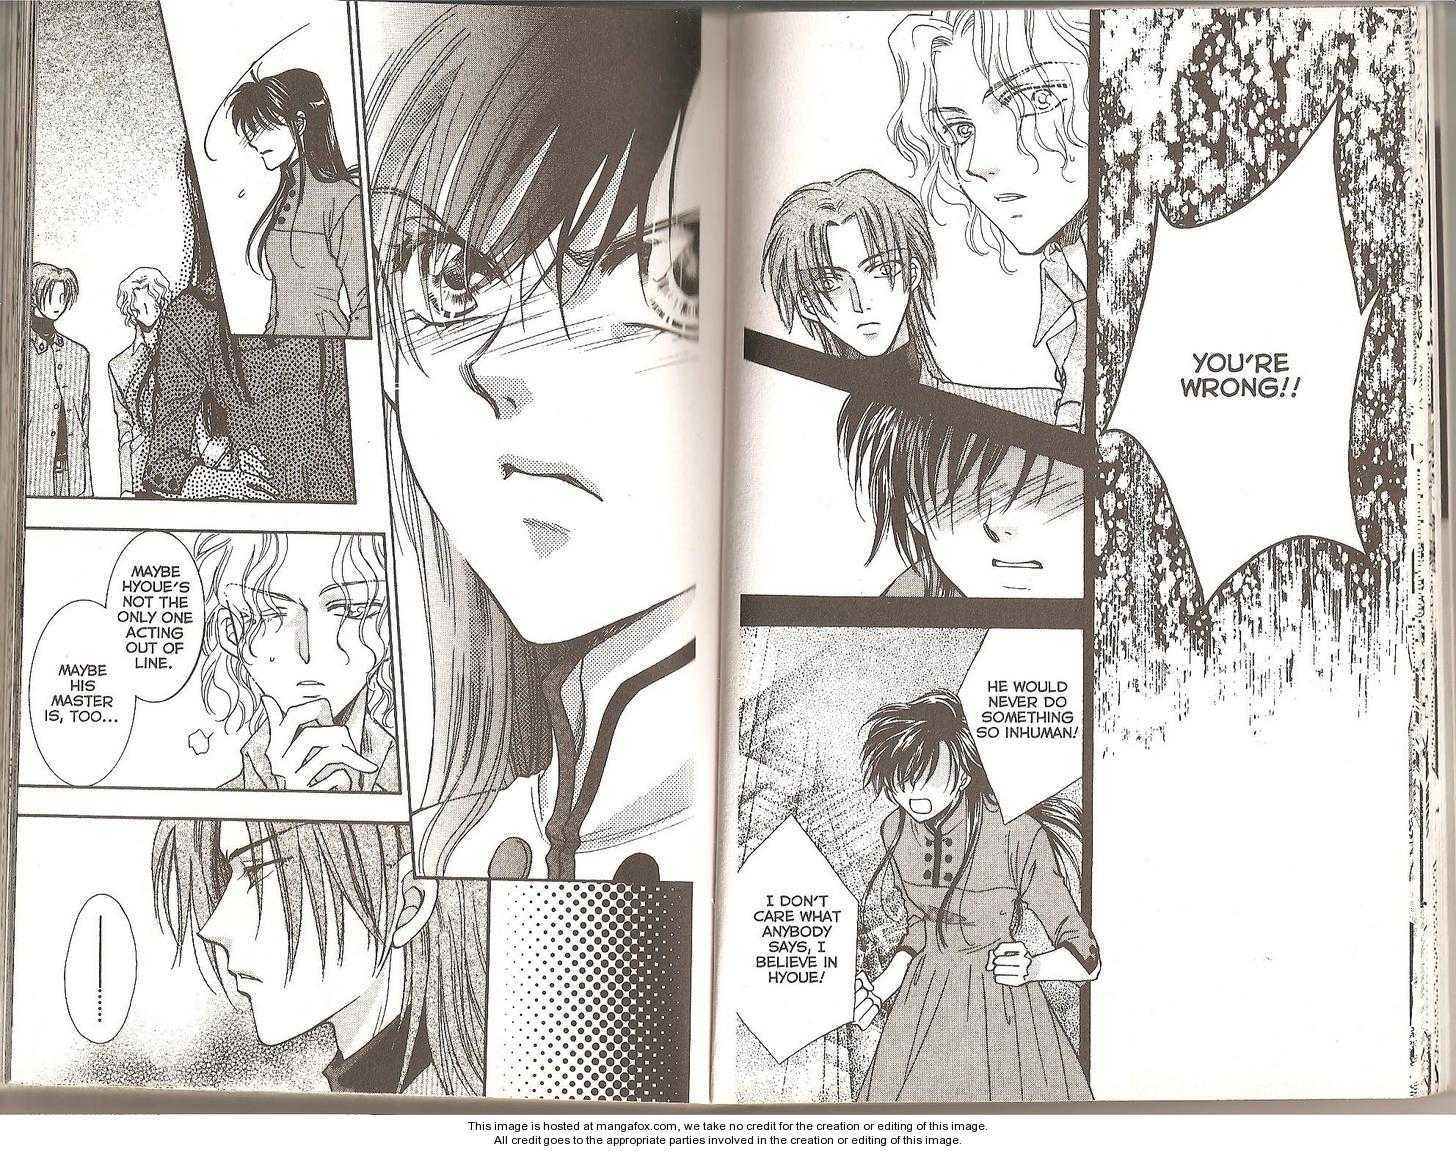 YOU'RE
WRONG!!
HE WOULD
NEVER DO
SOMETHING
SO INHUMAN!
I DON'T
CARE WHAT
ANYBODY
SAYS, I
BELIEVE IN
HYOUE!
MAYBE
HYOUE'S
NOT THE
ONLY ONE
ACTING
OUT OF
LINE.
MAYBE
HIS
MASTER
IS, TOO...
This image is hosted at mangafox.com, we take no credit for the creation or editing of this image.
All credit goes to the appropriate parties involved in the creation or editing of this image.